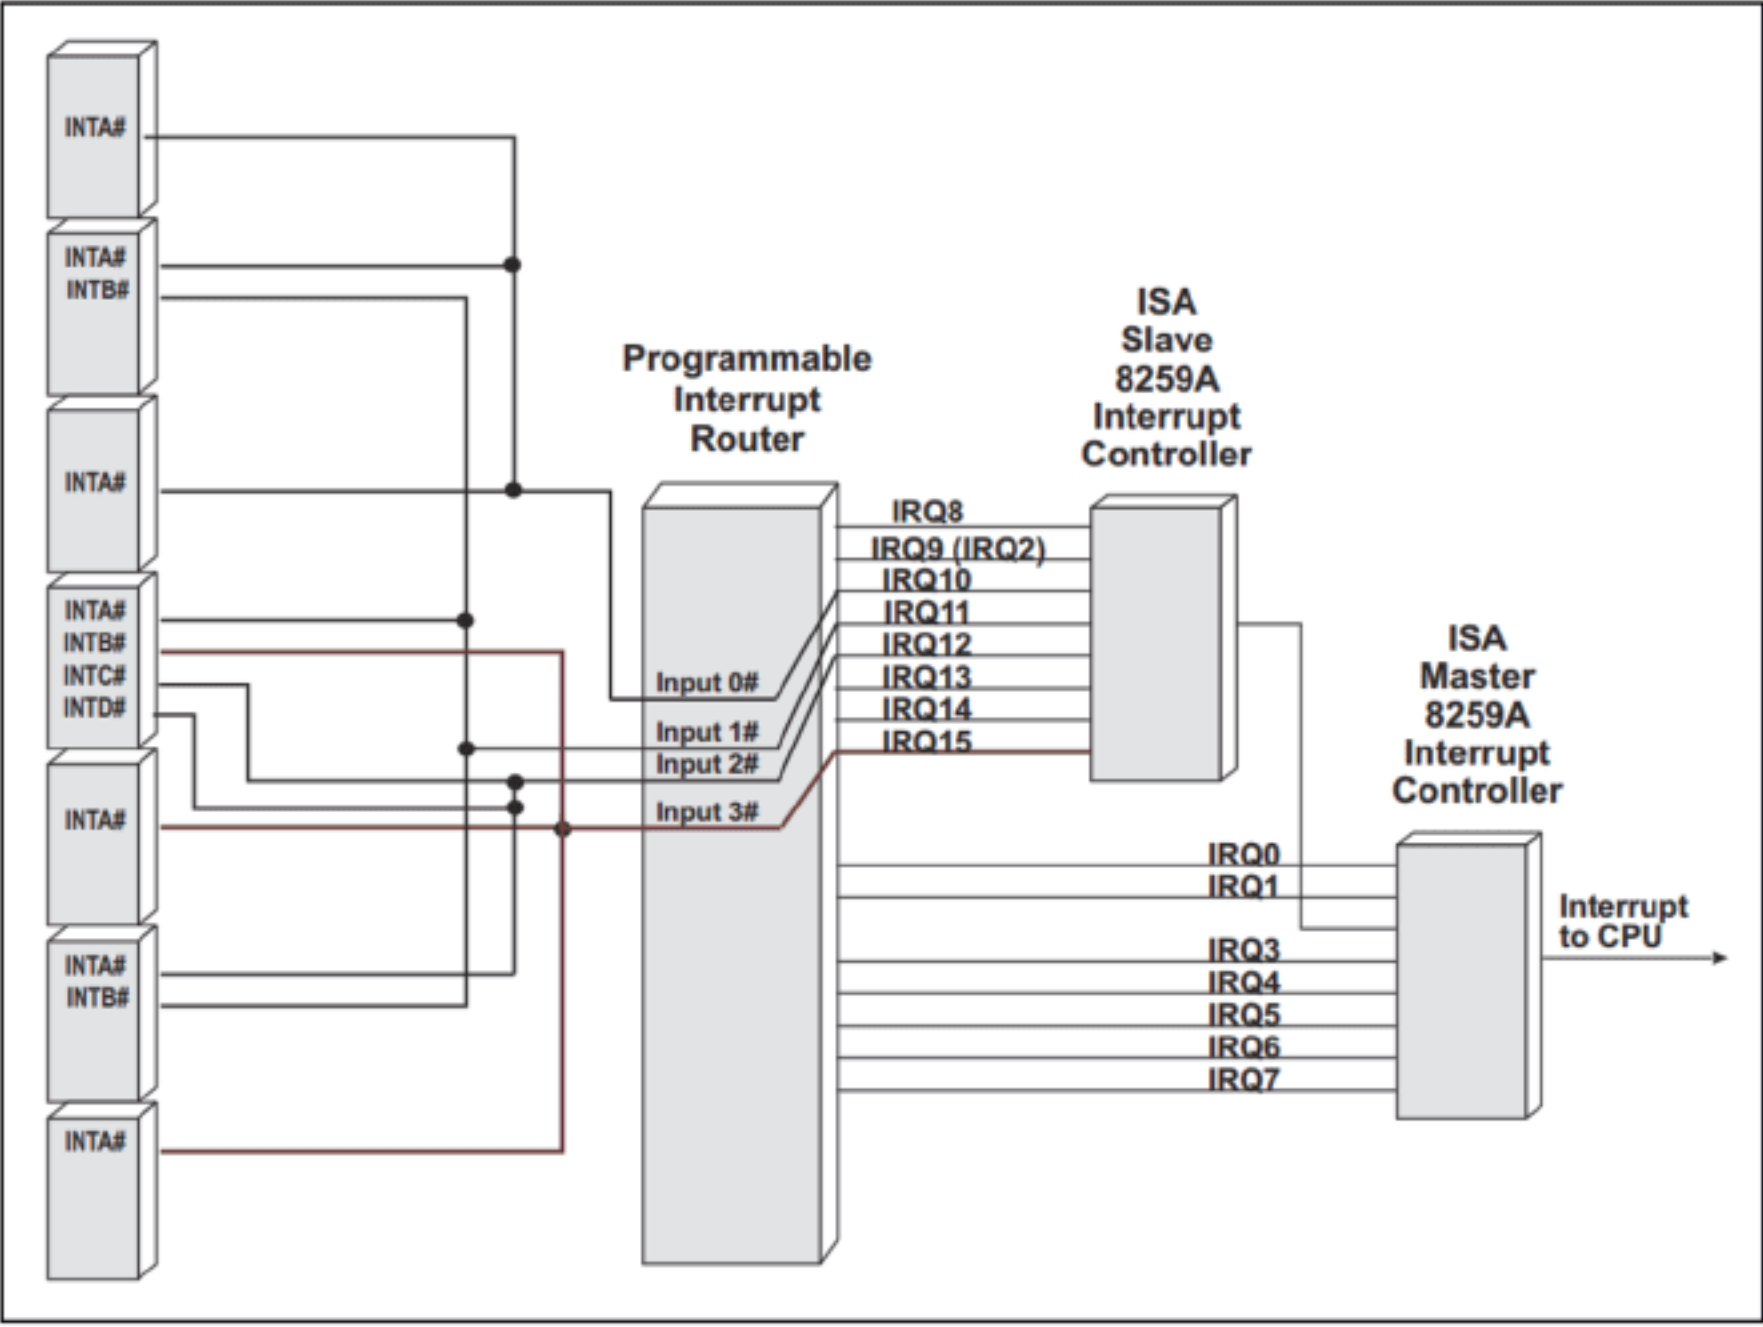 INTA#
INTA#
INTB#
INTA#
INTA#
INTB#
INTC#
INTD#
INTA#
INTA#
INTB#
INTA#
Programmable
Interrupt
Router
Input 0#
Input 1#
Input 2#
Input 3#
ISA
Slave
8259A
Interrupt
Controller
IRQ8
IRQ9 (IRQ2)
IRQ10
IRQ11
IRQ12
IRQ13
IRQ14
IRQ15
ISA
Master
8259A
Interrupt
Controller
IRQ0
IRQ1
IRQ3
IRQ4
IRQ5
IRQ6
IRQ7
Interrupt
to CPU